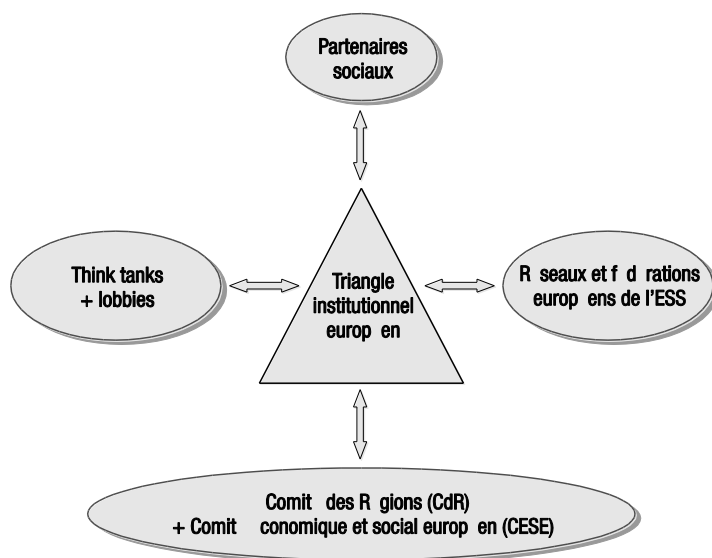 Partenaires
sociaux
Think tanks
+ lobbies
Triangle
institutionnel
europ en
R seaux et f d rations
europ ens de l'ESS
Comit des R gions (CdR)
+ Comit conomique et social europ en (CESE)